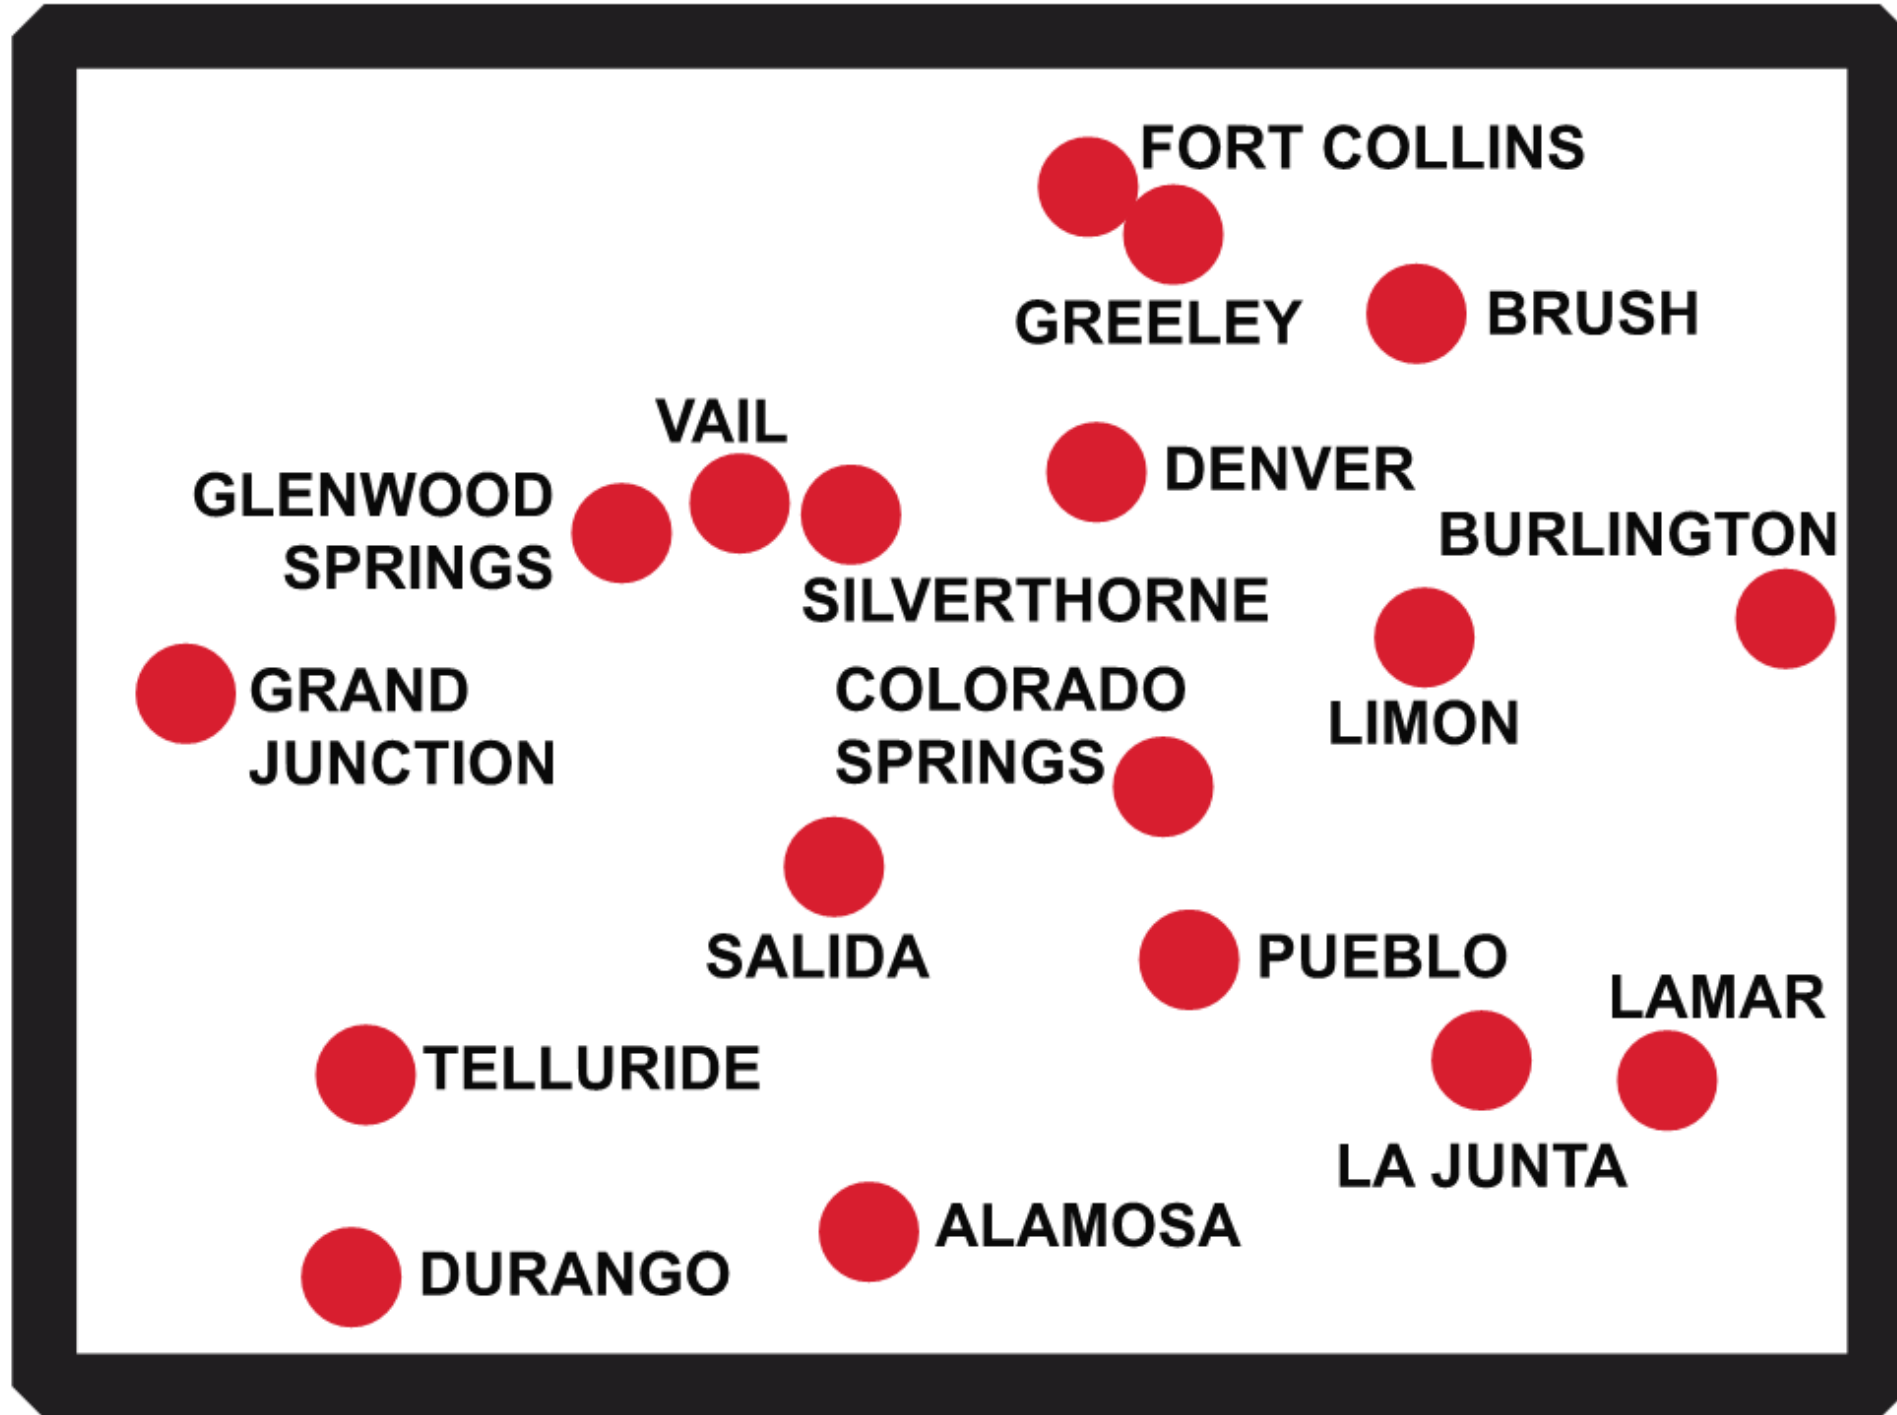 FORT COLLINS
GREELEY
BRUSH
VAIL
DENVER
GLENWOOD
SPRINGS
BURLINGTON
SILVERTHORNE
GRAND
JUNCTION
COLORADO
SPRINGS
LIMON
SALIDA
PUEBLO
LAMAR
TELLURIDE
LA JUNTA
ALAMOSA
DURANGO